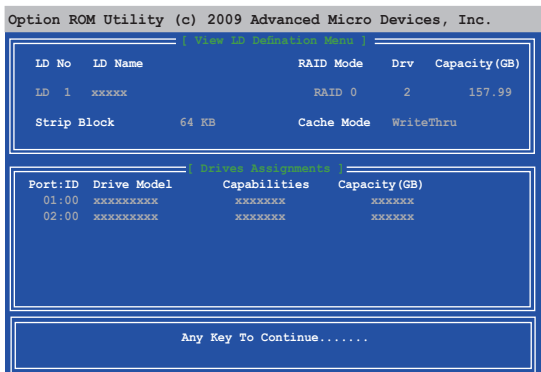 Option ROM Utility (c) 2009 Advanced Micro Devices, Inc.
[ View LD Defination Menu ]
LD No LD Name RAID Mode Drv Capacity(GB)
LD 1 xxxxx RAID 0 2 157.99
Strip Block 64 KB Cache Mode WriteThru
[ Drives Assignments ]
Port:ID Drive Model Capabilities Capacity(GB)
01:00 xxxxxxxxx xxxxxxx xxxxxx
02:00 xxxxxxxxx xxxxxxx xxxxxx
Any Key To Continue.......